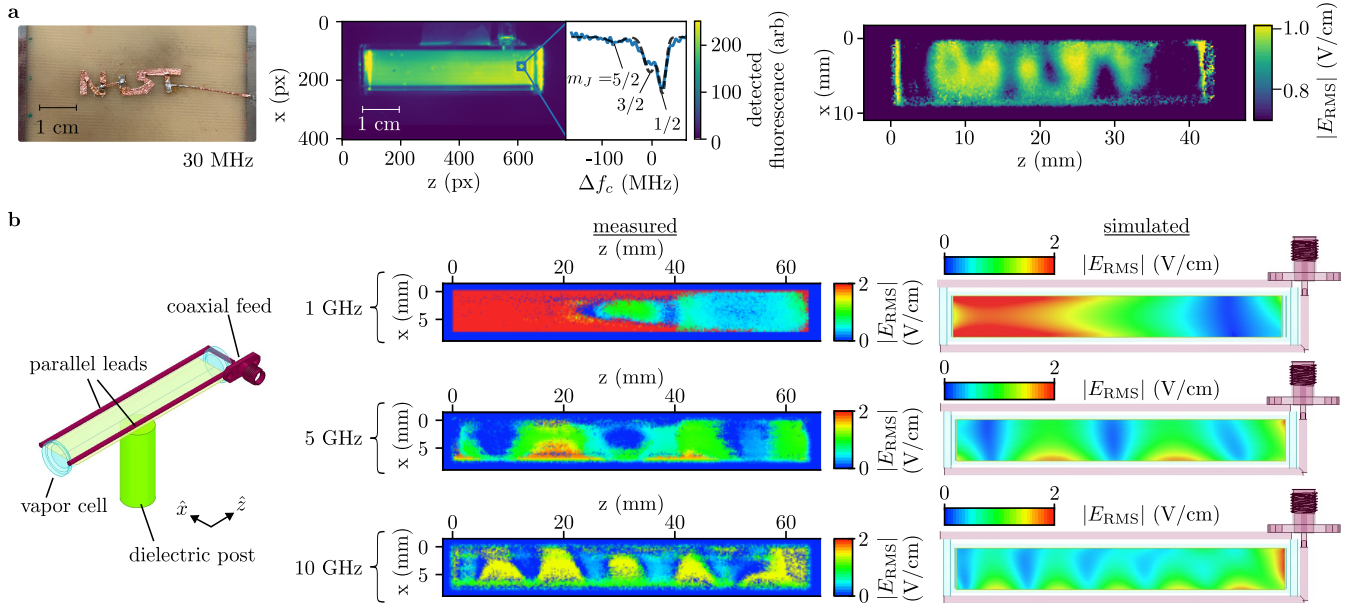 a
NIST
1 cm
30 MHz
x (px)
0
200
400
1 cm
0
200
400
600
z (px)
m_J = 5/2
3/2
1/2
-100
0
Δf_c (MHz)
200
100
0
detected
fluorescence (arb)
x (mm)
0
10
0
10
20
30
40
z (mm)
1.0
0.8
|E_RMS| (V/cm)
b
coaxial feed
parallel leads
vapor cell
x̂
ẑ
dielectric post
measured
simulated
z (mm)
0
20
40
60
1 GHz
x (mm)
0
5
2
0
|E_RMS|
(V/cm)
0
2
|E_RMS| (V/cm)
z (mm)
0
20
40
60
5 GHz
x (mm)
0
5
2
0
|E_RMS|
(V/cm)
0
2
|E_RMS| (V/cm)
z (mm)
0
20
40
60
10 GHz
x (mm)
0
5
2
0
|E_RMS|
(V/cm)
0
2
|E_RMS| (V/cm)